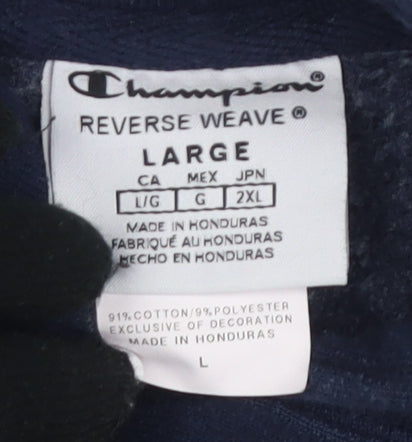 Champion®
REVERSE WEAVE®
LARGE
CA MEX JPN
L/G G 2XL
MADE IN HONDURAS
FABRIQUÉ AU HONDURAS
HECHO EN HONDURAS
91% COTTON/9% POLYESTER
EXCLUSIVE OF DECORATION
MADE IN HONDURAS
L